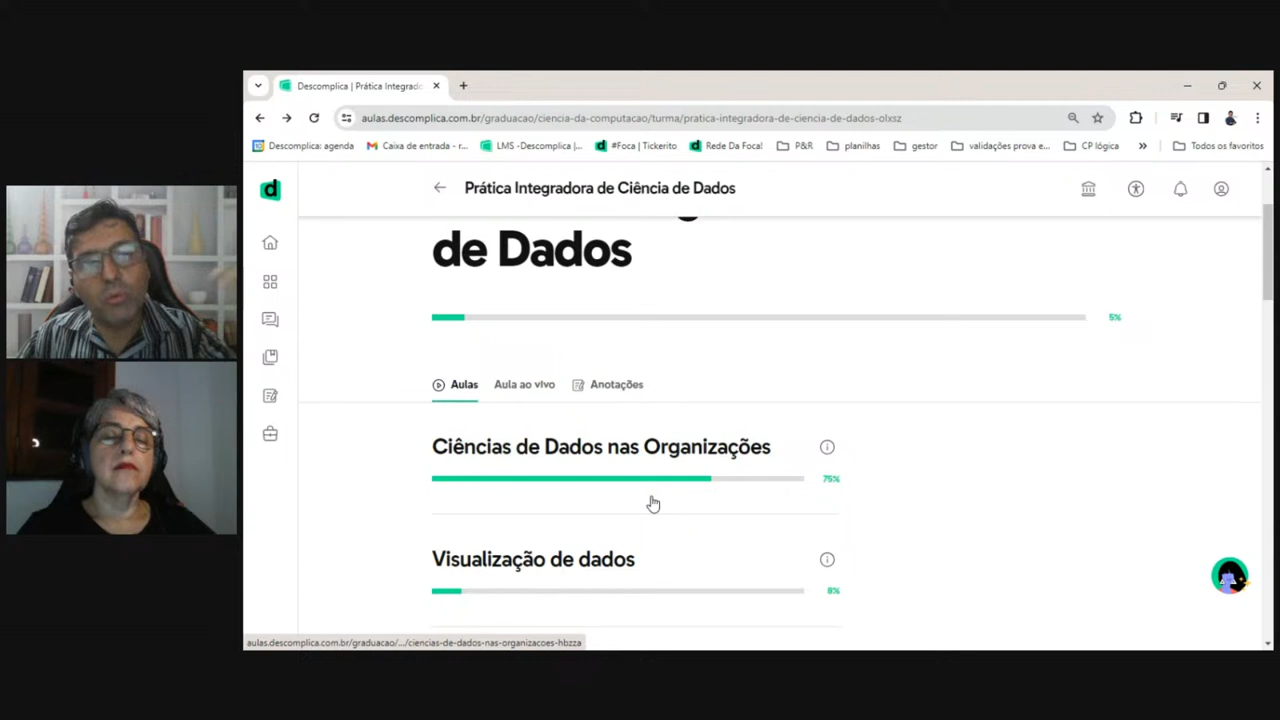 Descomplica | Prática Integrado
aulas.descomplica.com.br/graduacao/ciencia-da-computacao/turma/pratica-integradora-de-ciencia-de-dados-olxsz
Descomplica: agenda
Caixa de entrada - r...
LMS -Descomplica |...
#Foca | Tickerito
Rede Da Foca!
P&R
planilhas
gestor
validações prova e...
CP lógica
»
Todos os favoritos
d
Prática Integradora de Ciência de Dados
de Dados
5%
Aulas
Aula ao vivo
Anotações
Ciências de Dados nas Organizações
75%
Visualização de dados
8%
aulas.descomplica.com.br/graduacao/.../ciencias-de-dados-nas-organizacoes-hbzza